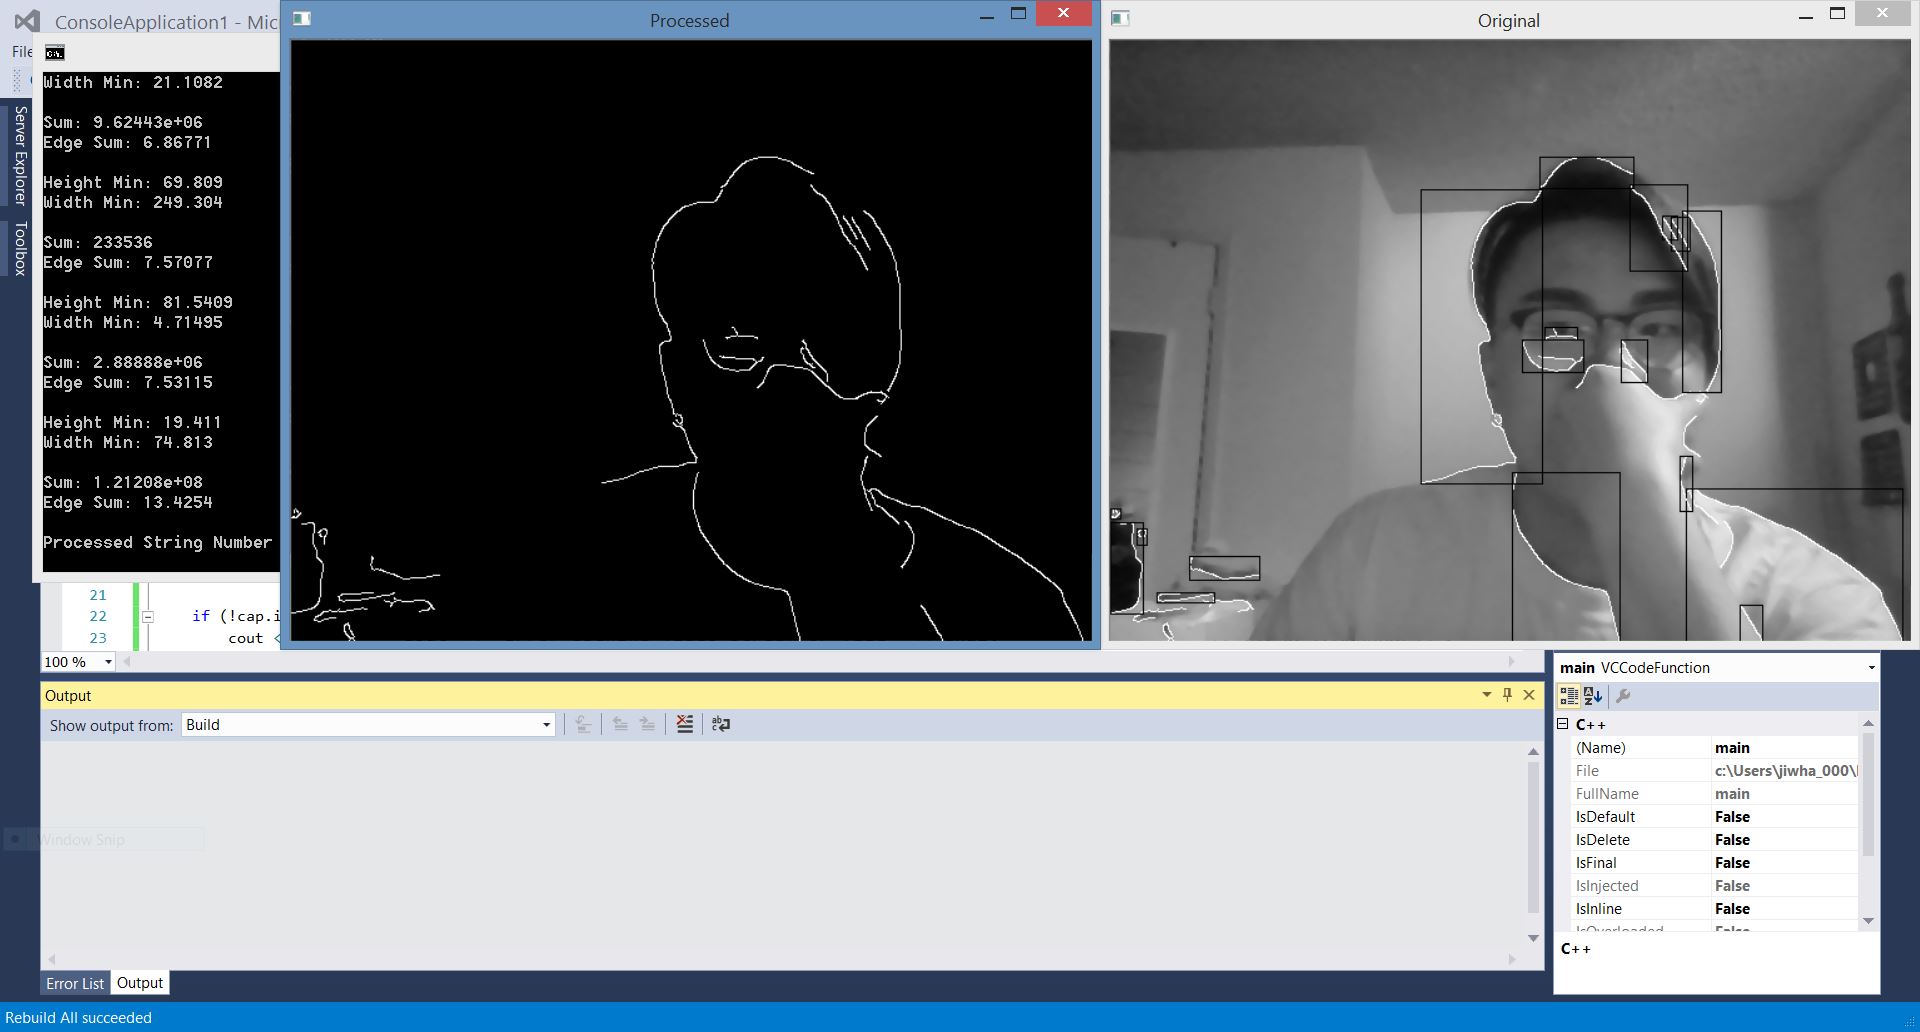 ConsoleApplication1 - Mic
File
Server Explorer
Toolbox
Width Min: 21.1082
Sum: 9.62443e+06
Edge Sum: 6.86771
Height Min: 69.809
Width Min: 249.304
Sum: 233536
Edge Sum: 7.57077
Height Min: 81.5409
Width Min: 4.71495
Sum: 2.88888e+06
Edge Sum: 7.53115
Height Min: 19.411
Width Min: 74.813
Sum: 1.21208e+08
Edge Sum: 13.4254
Processed String Number
Processed
Original
21
22 if (!cap.i
23 cout <
100 %
Output
Show output from: Build
Window Snip
Error List Output
Rebuild All succeeded
main VCCodeFunction
C++
(Name) main
File c:\Users\jiwha_000\
FullName main
IsDefault False
IsDelete False
IsFinal False
IsInjected False
IsInline False
IsOverloaded False
C++